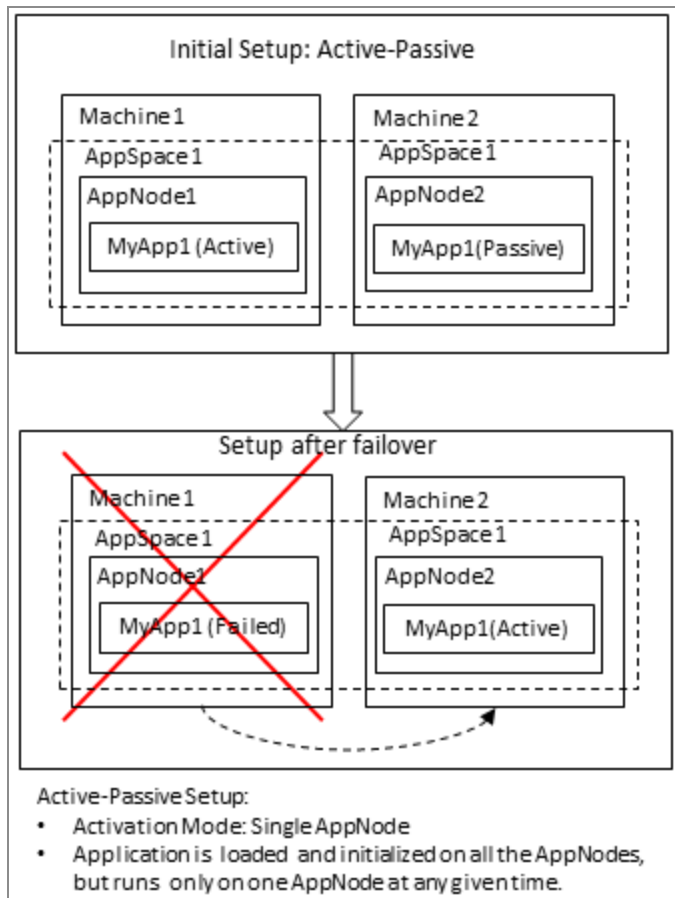 Initial Setup: Active-Passive
Machine1
Machine2
AppSpace1
AppSpace1
AppNode1
AppNode2
MyApp1 (Active)
MyApp1(Passive)
Setup after failover
Machine1
Machine2
AppSpace1
AppSpace1
AppNode1
AppNode2
MyApp1 (Failed)
MyApp1(Active)
Active-Passive Setup:
• Activation Mode: Single AppNode
• Application is loaded and initialized on all the AppNodes,
but runs only on one AppNode at any given time.